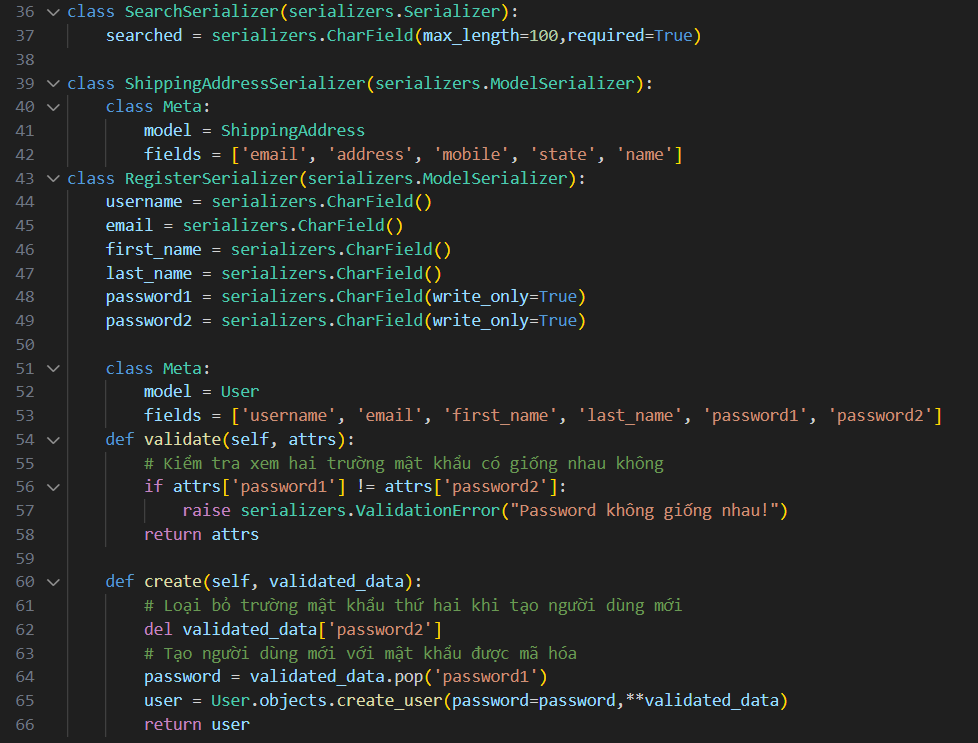 36 class SearchSerializer(serializers.Serializer):
37     searched = serializers.CharField(max_length=100,required=True)
38
39 class ShippingAddressSerializer(serializers.ModelSerializer):
40     class Meta:
41         model = ShippingAddress
42         fields = ['email', 'address', 'mobile', 'state', 'name']
43 class RegisterSerializer(serializers.ModelSerializer):
44     username = serializers.CharField()
45     email = serializers.CharField()
46     first_name = serializers.CharField()
47     last_name = serializers.CharField()
48     password1 = serializers.CharField(write_only=True)
49     password2 = serializers.CharField(write_only=True)
50
51     class Meta:
52         model = User
53         fields = ['username', 'email', 'first_name', 'last_name', 'password1', 'password2']
54     def validate(self, attrs):
55         # Kiểm tra xem hai trường mật khẩu có giống nhau không
56         if attrs['password1'] != attrs['password2']:
57             raise serializers.ValidationError("Password không giống nhau!")
58         return attrs
59
60     def create(self, validated_data):
61         # Loại bỏ trường mật khẩu thứ hai khi tạo người dùng mới
62         del validated_data['password2']
63         # Tạo người dùng mới với mật khẩu được mã hóa
64         password = validated_data.pop('password1')
65         user = User.objects.create_user(password=password,**validated_data)
66         return user